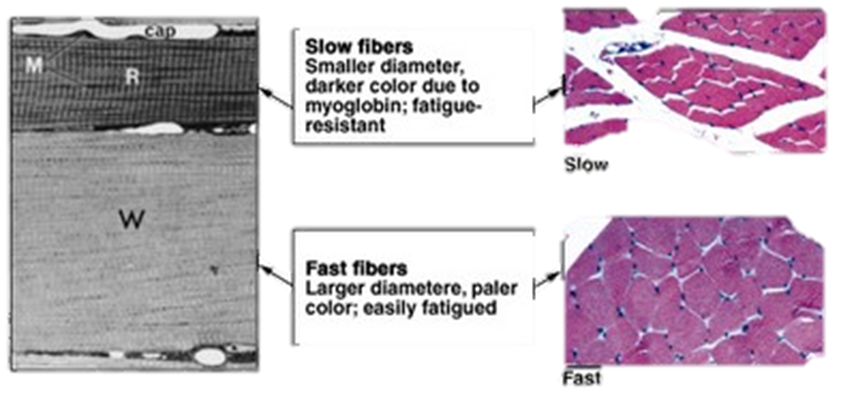 cap
M
R
W
Slow fibers
Smaller diameter,
darker color due to
myoglobin; fatigue-
resistant
Slow
Fast fibers
Larger diametere, paler
color; easily fatigued
Fast